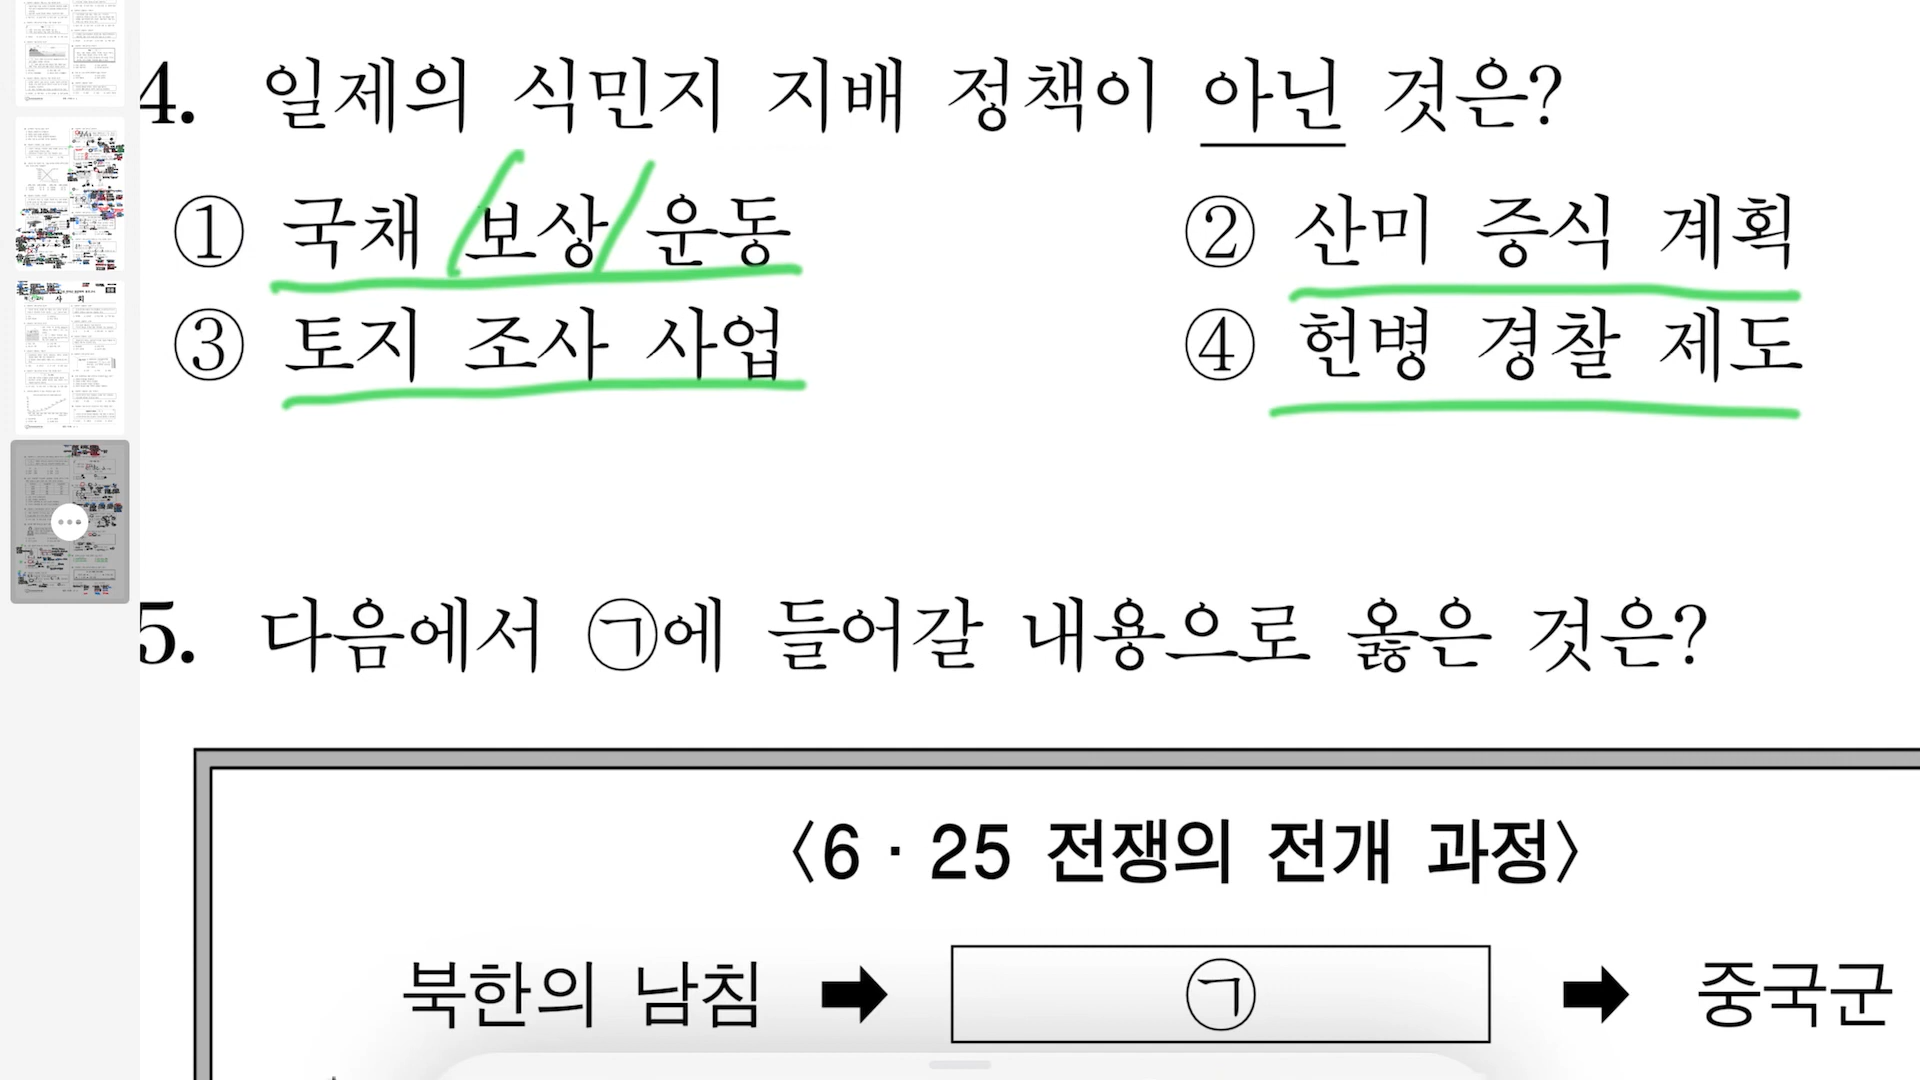 4. 일제의 식민지 지배 정책이 아닌 것은?
① 국채 보상 운동 ② 산미 증식 계획
③ 토지 조사 사업 ④ 헌병 경찰 제도
5. 다음에서 ㉠에 들어갈 내용으로 옳은 것은?
〈6·25 전쟁의 전개 과정〉
북한의 남침 ➡ ㉠ ➡ 중국군